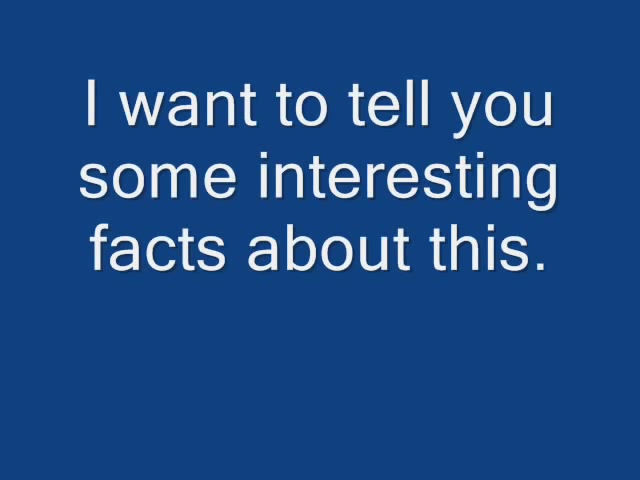 I want to tell you
some interesting
facts about this.